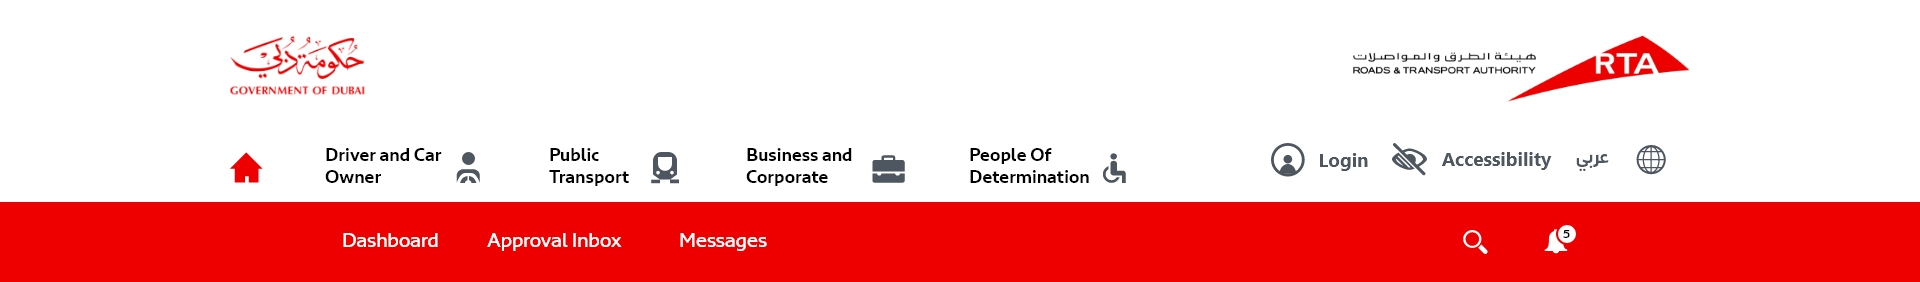 حكومة دبي
GOVERNMENT OF DUBAI
هيئة الطرق والمواصلات
ROADS & TRANSPORT AUTHORITY
RTA
Driver and Car
Owner
Public
Transport
Business and
Corporate
People Of
Determination
Login
Accessibility
عربي
Dashboard
Approval Inbox
Messages
5